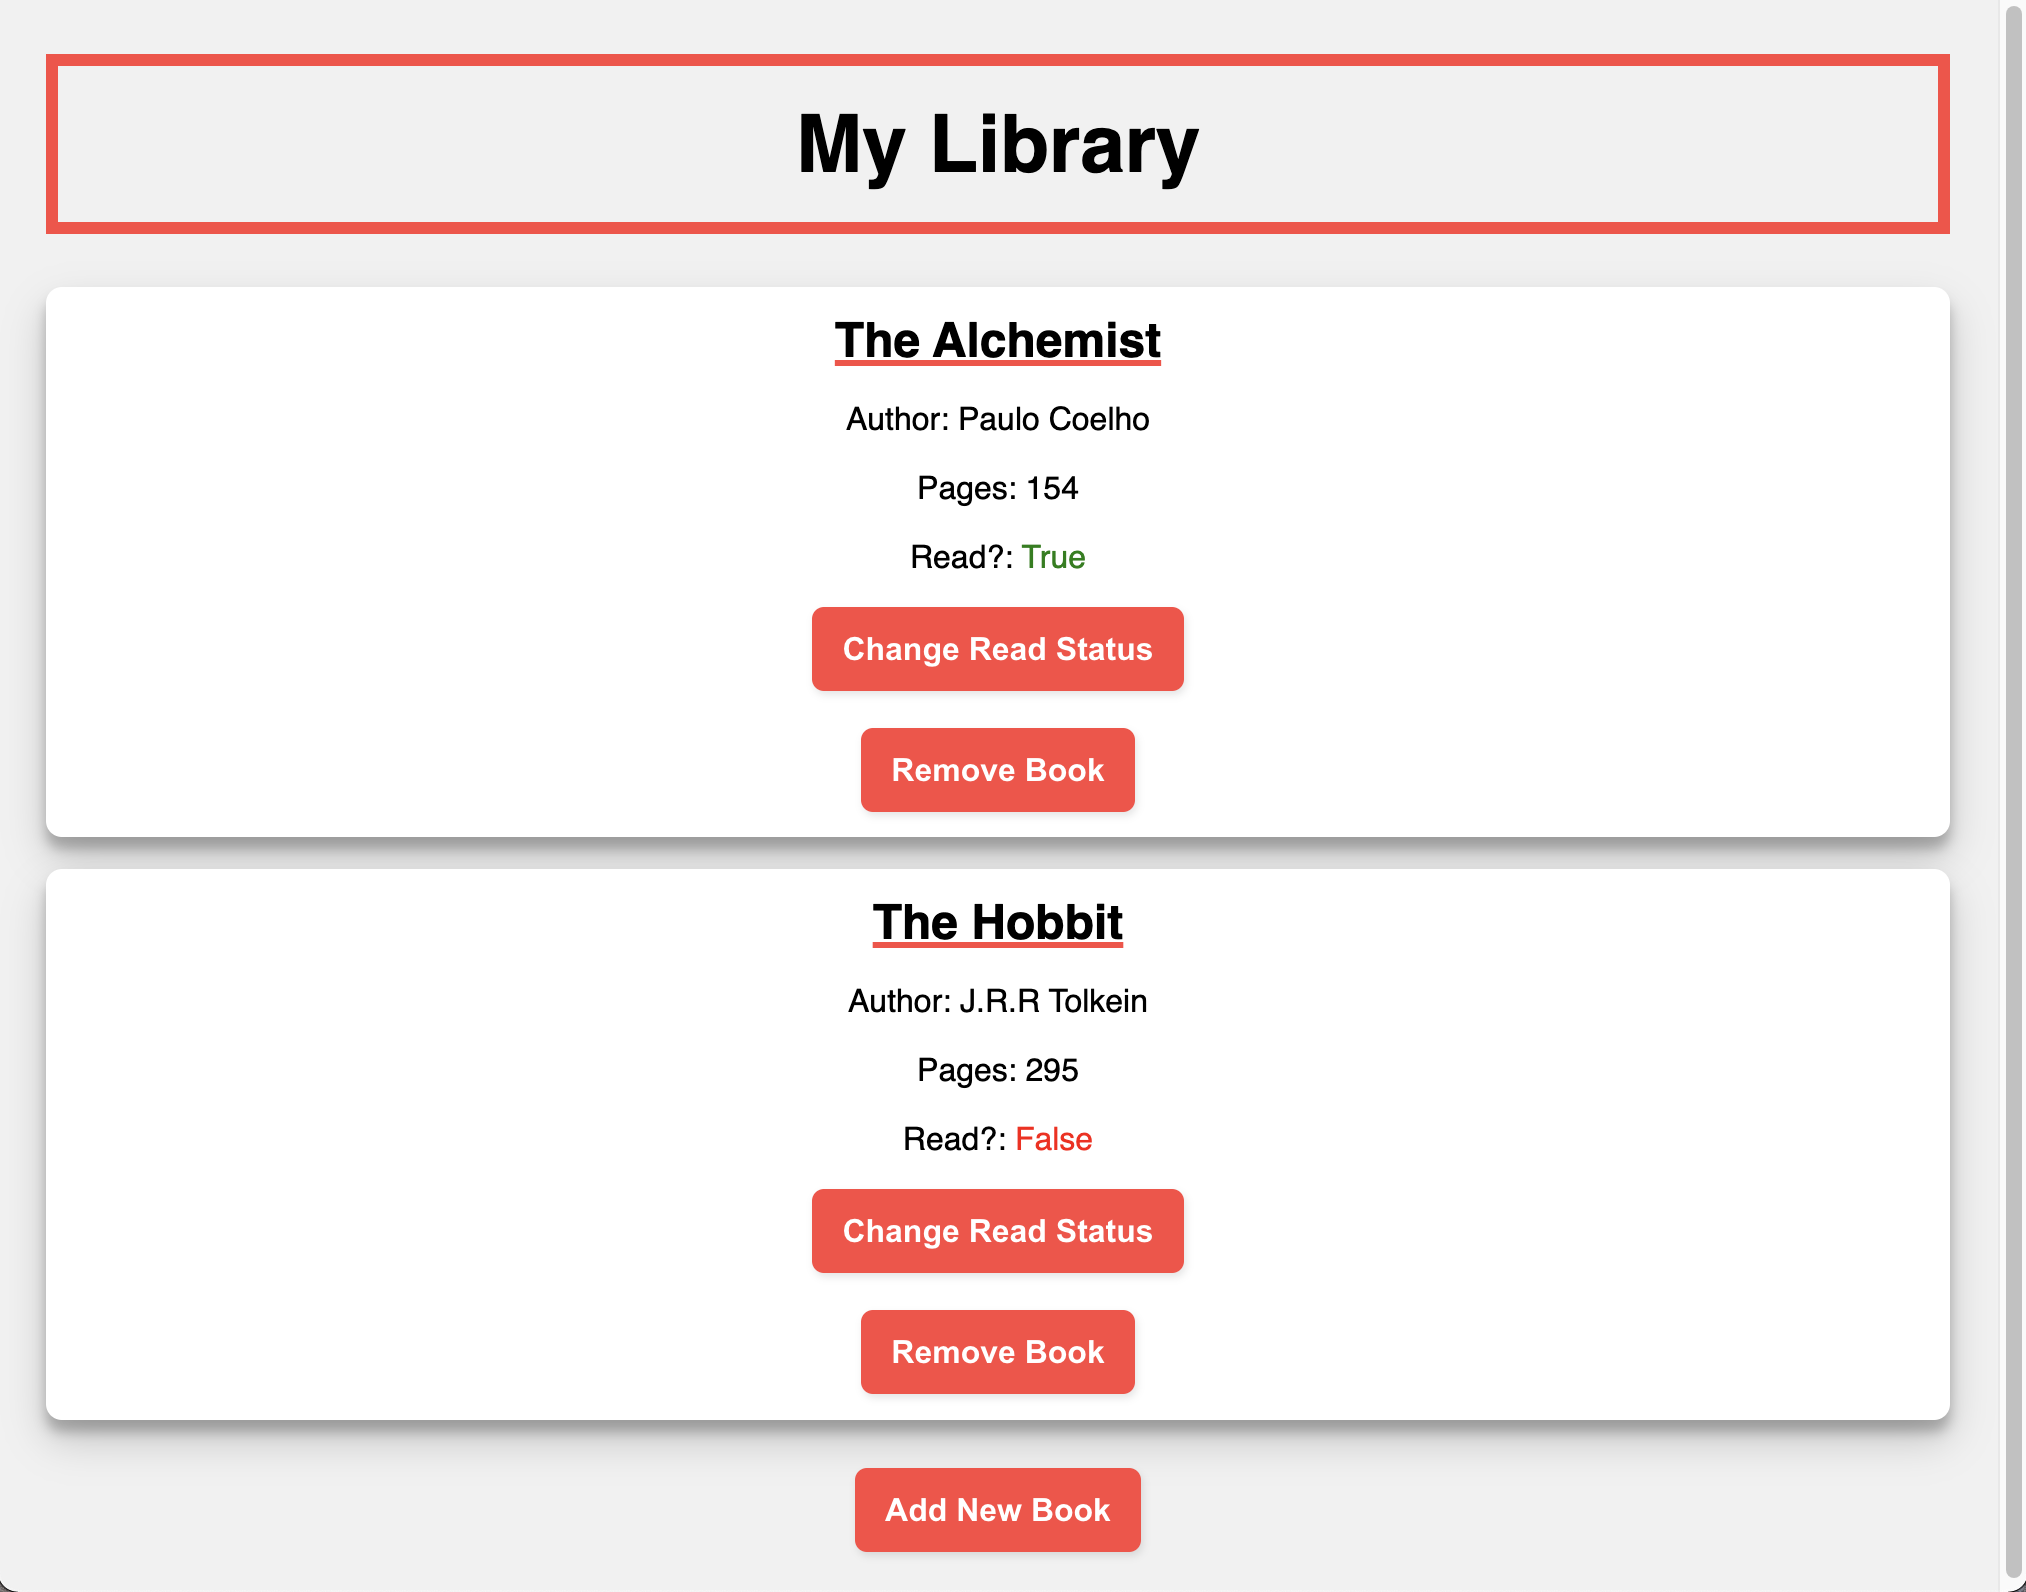 My Library
The Alchemist
Author: Paulo Coelho
Pages: 154
Read?: True
Change Read Status
Remove Book
The Hobbit
Author: J.R.R Tolkein
Pages: 295
Read?: False
Change Read Status
Remove Book
Add New Book